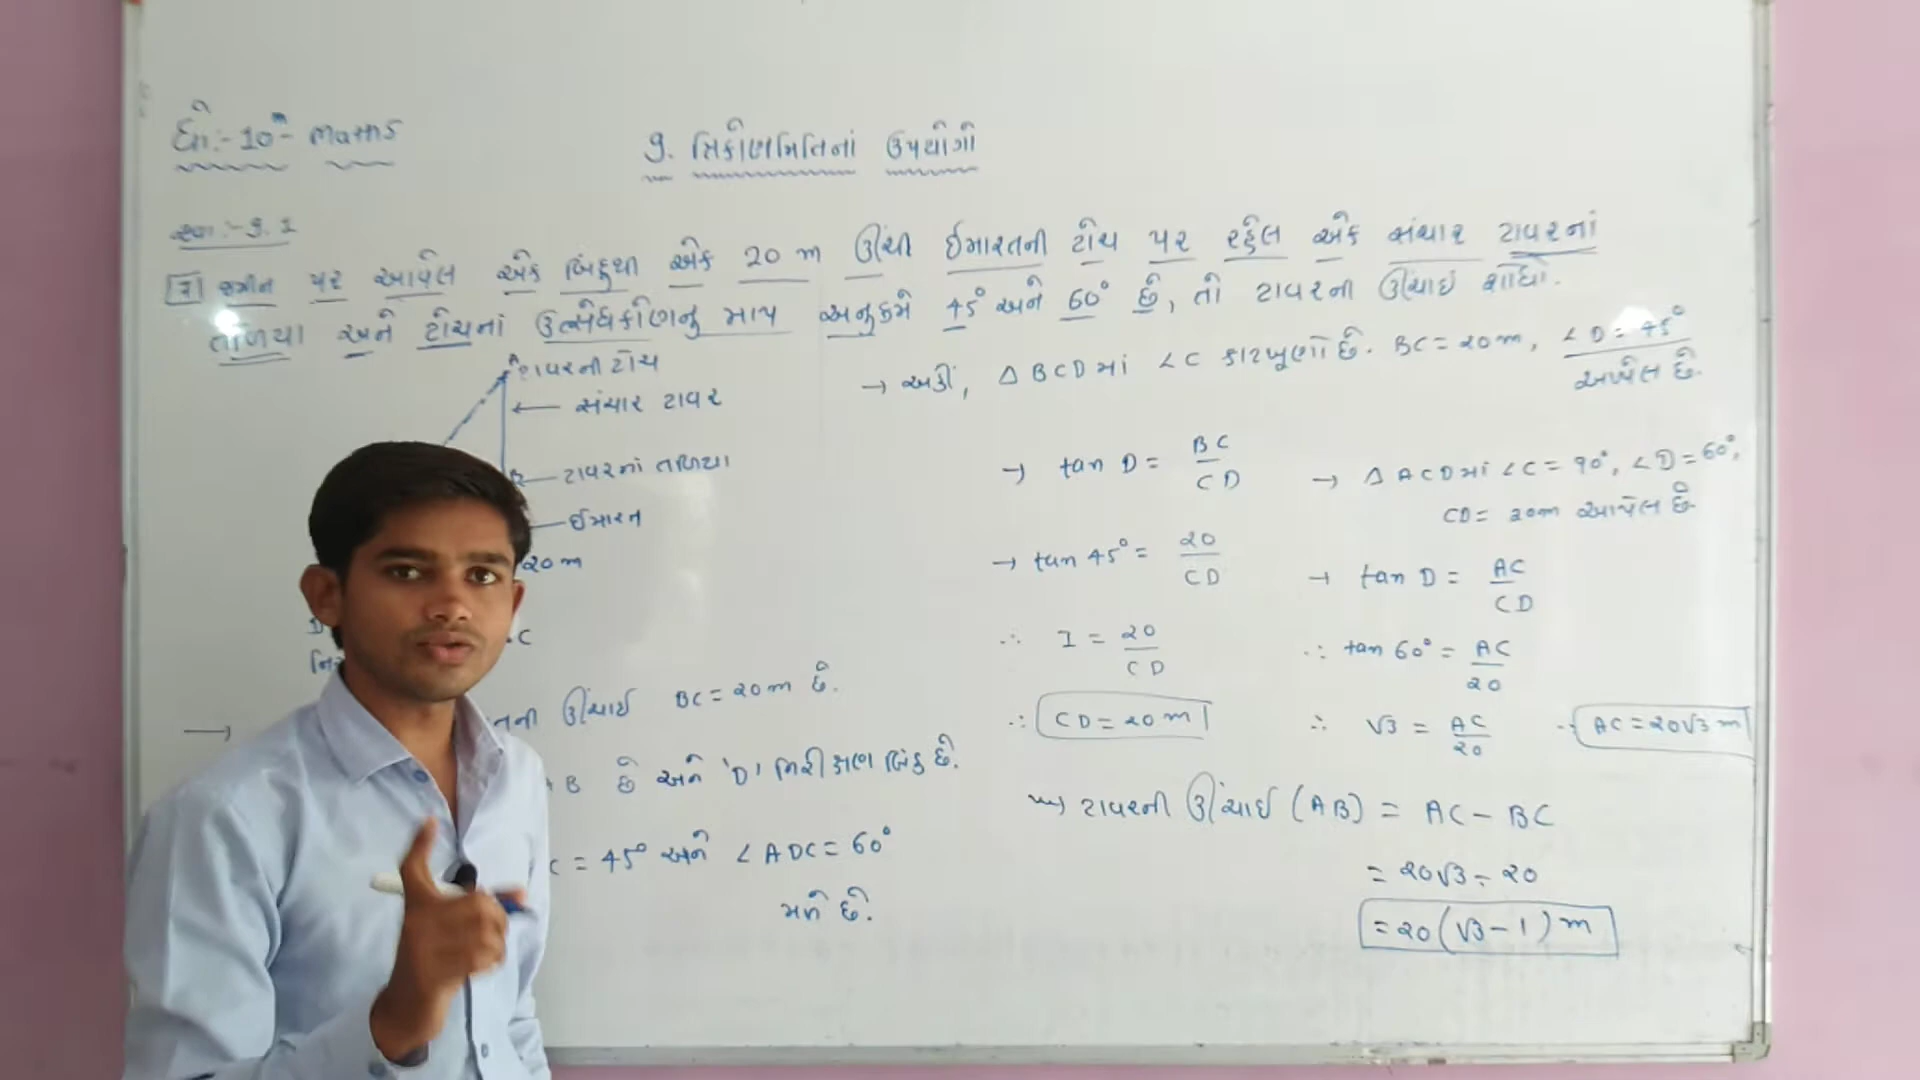 ધો:-10ᵐ- Maths
9. ત્રિકોણમિતિનાં ઉપયોગો
સ્વા:- 9.1
7 જમીન પર આપેલ એક બિંદુથી એક 20 m ઊંચી ઈમારતની ટોચ પર રહેલ એક સંચાર ટાવરનાં
તળિયા અને ટોચનાં ઉત્સેધકોણનું માપ અનુક્રમે 45° અને 60° છે, તો ટાવરની ઊંચાઈ શોધો.
A ટાવરની ટોચ
← સંચાર ટાવર
B ટાવરનાં તળિયા
ઈમારત
20 m
D C
→ ની ઊંચાઈ BC = 20 m છે.
B છે અને 'D' નિરીક્ષણ બિંદુ છે.
C = 45° અને ∠ADC = 60°
મળે છે.
→ અહીં, Δ BCD માં ∠C કાટખૂણો છે. BC = 20 m, ∠D = 45°
આપેલ છે.
→ tan D = BC / CD
→ tan 45° = 20 / CD
∴ 1 = 20 / CD
∴ CD = 20 m
→ Δ ACD માં ∠C = 90°, ∠D = 60°,
CD = 20m આપેલ છે
→ tan D = AC / CD
∴ tan 60° = AC / 20
∴ √3 = AC / 20 ∴ AC = 20√3 m
→ ટાવરની ઊંચાઈ (AB) = AC - BC
= 20√3 - 20
= 20(√3 - 1) m